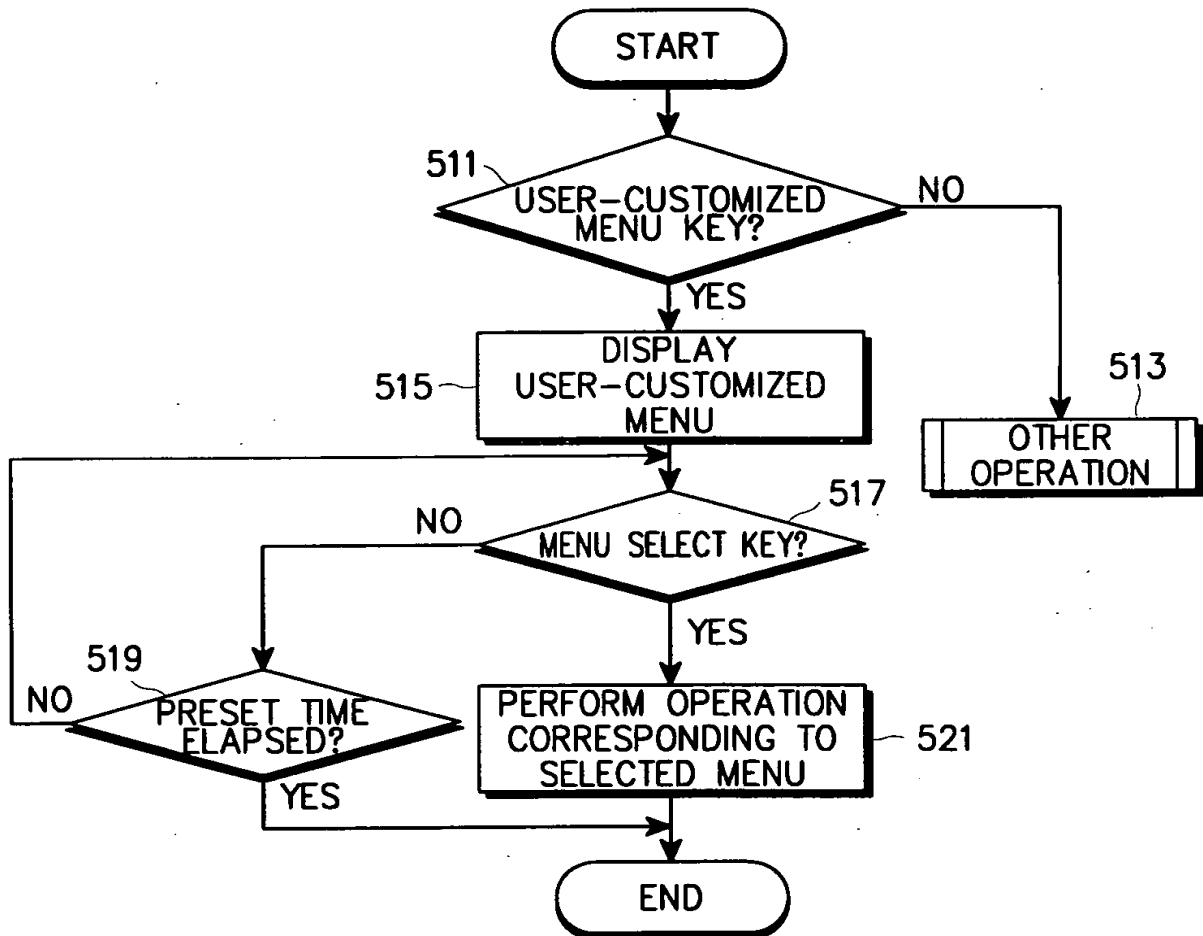 START
511
USER-CUSTOMIZED
MENU KEY?
NO
YES
DISPLAY
USER-CUSTOMIZED
MENU
515
513
OTHER
OPERATION
517
NO
MENU SELECT KEY?
YES
519
NO
PRESET TIME
ELAPSED?
YES
PERFORM OPERATION
CORRESPONDING TO
SELECTED MENU
521
END